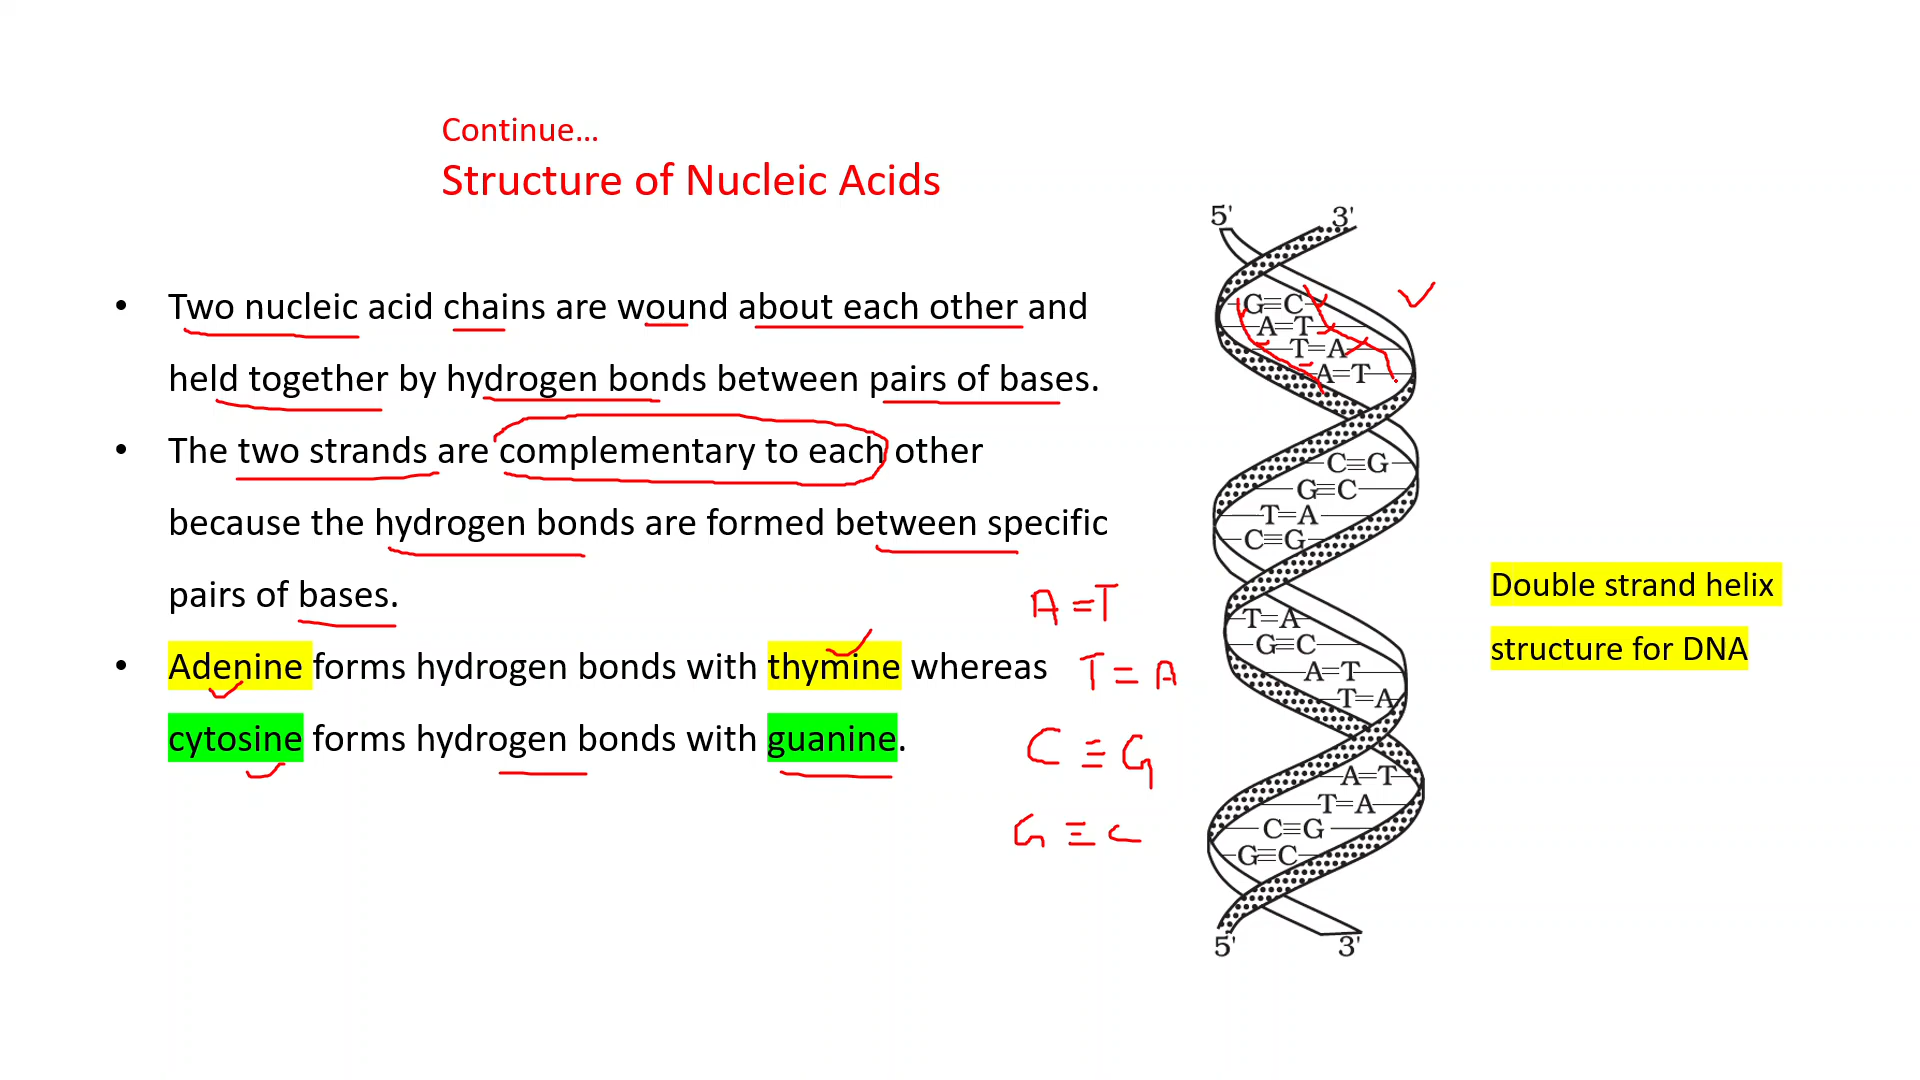 Continue...
Structure of Nucleic Acids
• Two nucleic acid chains are wound about each other and
held together by hydrogen bonds between pairs of bases.
• The two strands are complementary to each other
because the hydrogen bonds are formed between specific
pairs of bases.
• Adenine forms hydrogen bonds with thymine whereas
cytosine forms hydrogen bonds with guanine.
A=T
T=A
C≡G
G≡C
5' 3'
G≡C
A=T
T=A
A=T
C≡G
G≡C
T=A
C≡G
T=A
G≡C
A=T
T=A
A=T
T=A
C≡G
G≡C
5' 3'
Double strand helix
structure for DNA